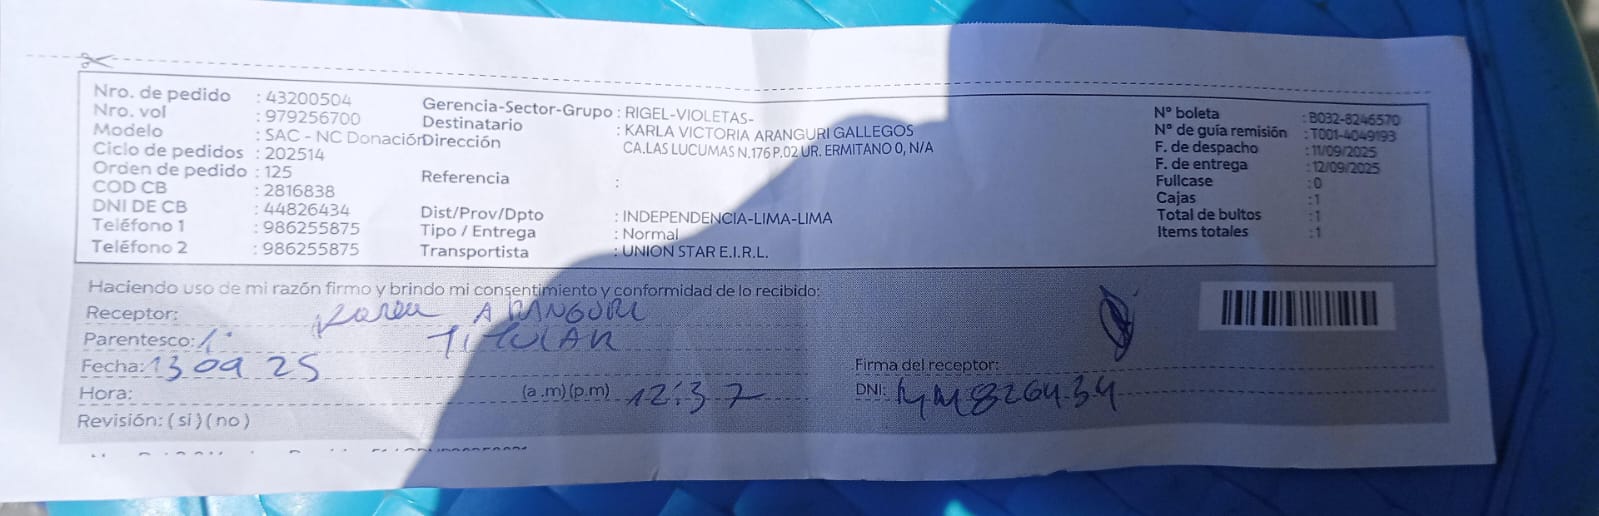 Nro. de pedido : 43200504
Nro. vol : 979256700
Modelo : SAC - NC Donación
Ciclo de pedidos : 202514
Orden de pedido : 125
COD CB : 2816838
DNI DE CB : 44826434
Teléfono 1 : 986255875
Teléfono 2 : 986255875
Gerencia-Sector-Grupo : RIGEL-VIOLETAS-
Destinatario : KARLA VICTORIA ARANGURI GALLEGOS
Dirección CA.LAS LUCUMAS N.176 P.02 UR. ERMITANO 0, N/A
Referencia :
Dist/Prov/Dpto : INDEPENDENCIA-LIMA-LIMA
Tipo / Entrega : Normal
Transportista : UNION STAR E.I.R.L.
N° boleta : B032-8246570
N° de guía remisión : T001-4049193
F. de despacho : 11/09/2025
F. de entrega : 12/09/2025
Fullcase : 0
Cajas : 1
Total de bultos : 1
Items totales : 1
Haciendo uso de mi razón firmo y brindo mi consentimiento y conformidad de lo recibido:
Receptor: ARANGURI
Parentesco: TITULAR
Fecha: 13 09 25
Hora: (a.m)(p.m) 12:37
Revisión: (si)(no)
Firma del receptor:
DNI: 44826434